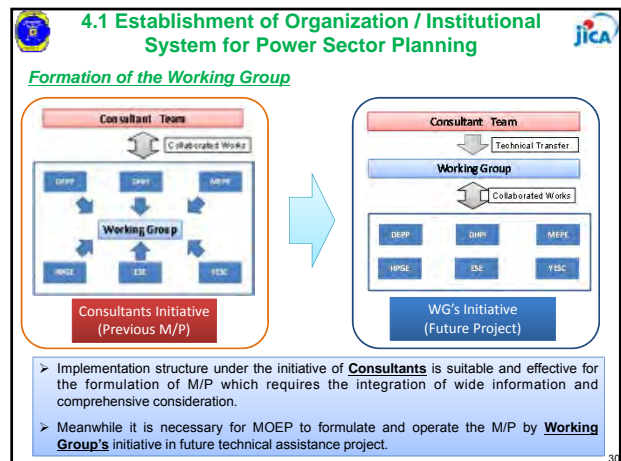 4.1 Establishment of Organization / Institutional
System for Power Sector Planning
JICA
Formation of the Working Group
Consultant Team
Collaborated Works
DEPP DHPI MEPE
Working Group
HPGE ESE YESC
Consultants Initiative
(Previous M/P)
Consultant Team
Technical Transfer
Working Group
Collaborated Works
DEPP DHPI MEPE
HPGE ESE YESC
WG's Initiative
(Future Project)
➢ Implementation structure under the initiative of Consultants is suitable and effective for
the formulation of M/P which requires the integration of wide information and
comprehensive consideration.
➢ Meanwhile it is necessary for MOEP to formulate and operate the M/P by Working
Group's initiative in future technical assistance project.
30